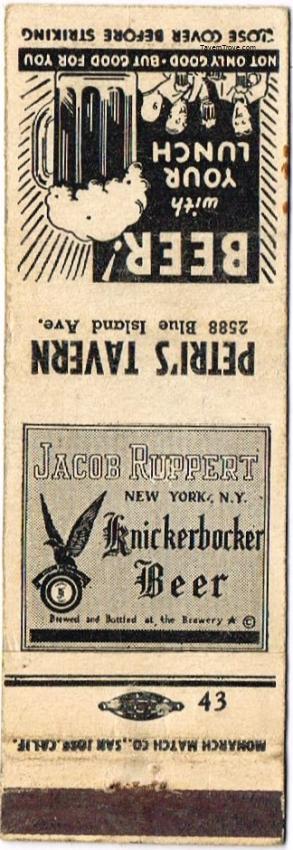 CLOSE COVER BEFORE STRIKING
TavernTrove.com
NOT ONLY GOOD • BUT GOOD FOR YOU
BEER!
with
YOUR
LUNCH
PETRI'S TAVERN
2588 Blue Island Ave.
JACOB RUPPERT
NEW YORK, N.Y.
Knickerbocker
Beer
Brewed and Bottled at the Brewery ★ ©
43
MONARCH MATCH CO., SAN JOSE, CALIF.